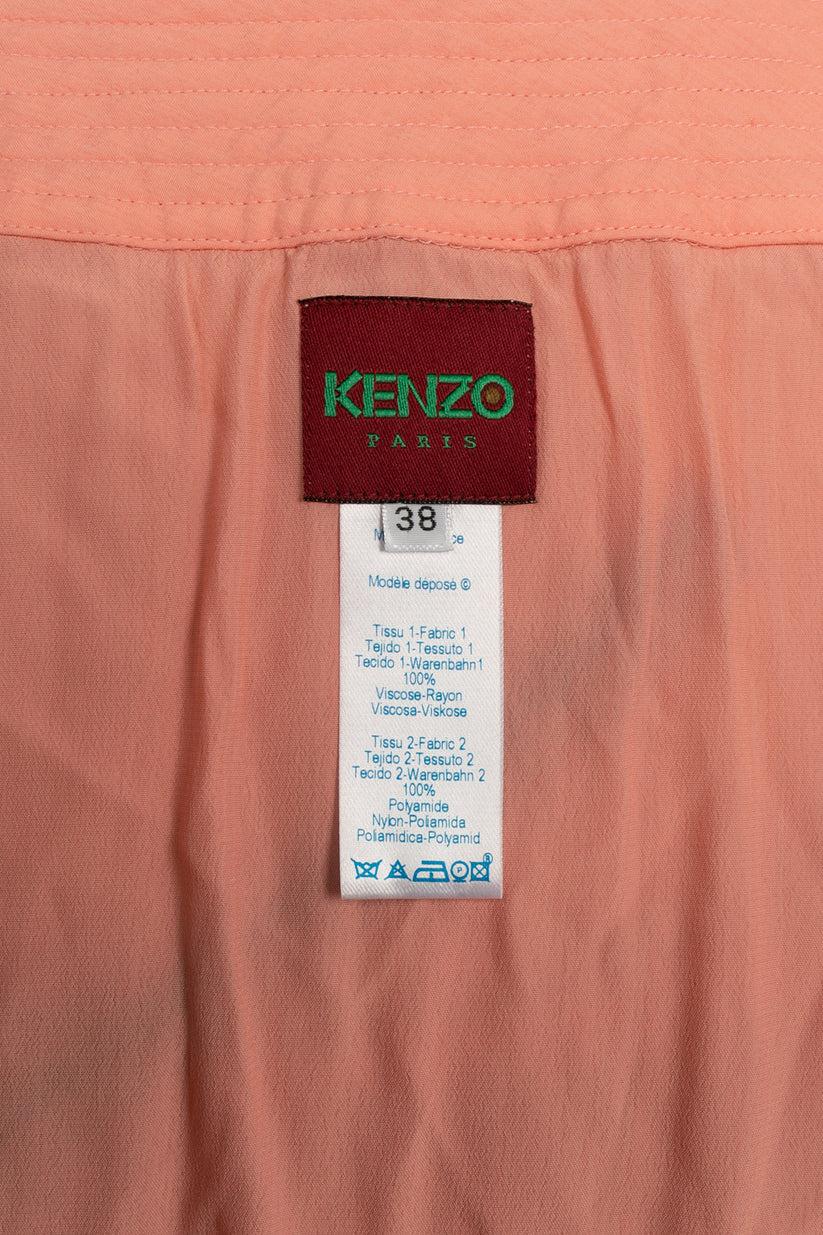 KENZO
PARIS
38
Modèle déposé ©
Tissu 1-Fabric 1
Tejido 1-Tessuto 1
Tecido 1-Warenbahn1
100%
Viscose-Rayon
Viscosa-Viskose
Tissu 2-Fabric 2
Tejido 2-Tessuto 2
Tecido 2-Warenbahn 2
100%
Polyamide
Nylon-Poliamida
Poliamidica-Polyamid